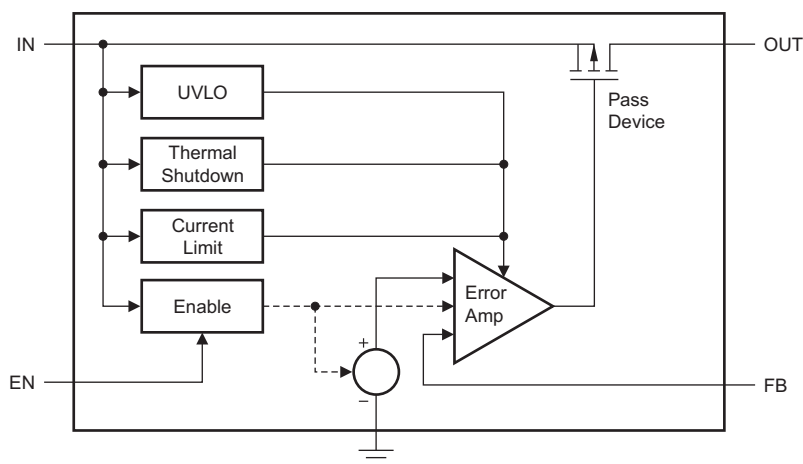 IN
OUT
UVLO
Pass
Device
Thermal
Shutdown
Current
Limit
Enable
Error
Amp
+
−
EN
FB